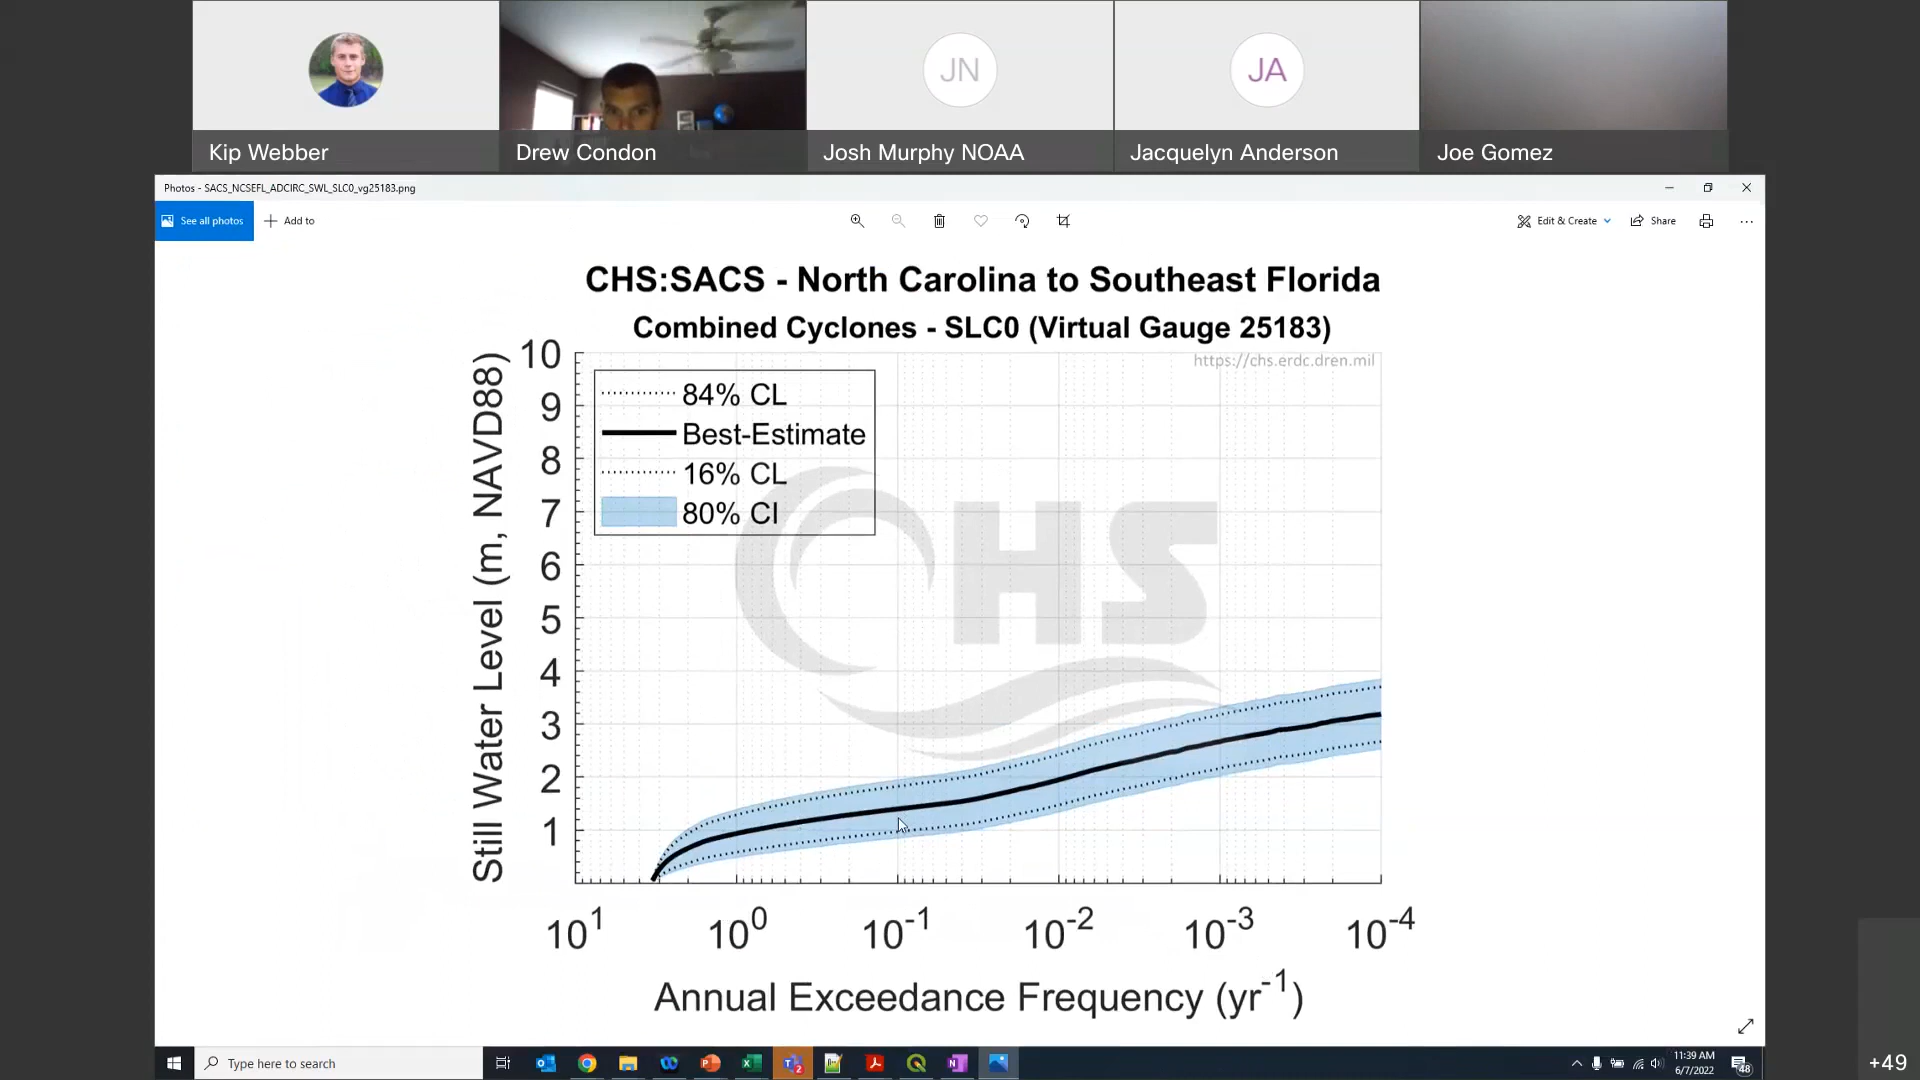 JN
JA
Kip Webber
Drew Condon
Josh Murphy NOAA
Jacquelyn Anderson
Joe Gomez
Photos - SACS_NCSEFL_ADCIRC_SWL_SLC0_vg25183.png
See all photos
Add to
Edit & Create
Share
CHS:SACS - North Carolina to Southeast Florida
Combined Cyclones - SLC0 (Virtual Gauge 25183)
https://chs.erdc.dren.mil
84% CL
Best-Estimate
16% CL
80% CI
CHS
Still Water Level (m, NAVD88)
10
9
8
7
6
5
4
3
2
1
10^1 10^0 10^-1 10^-2 10^-3 10^-4
Annual Exceedance Frequency (yr^-1)
Type here to search
11:39 AM
6/7/2022
48
+49